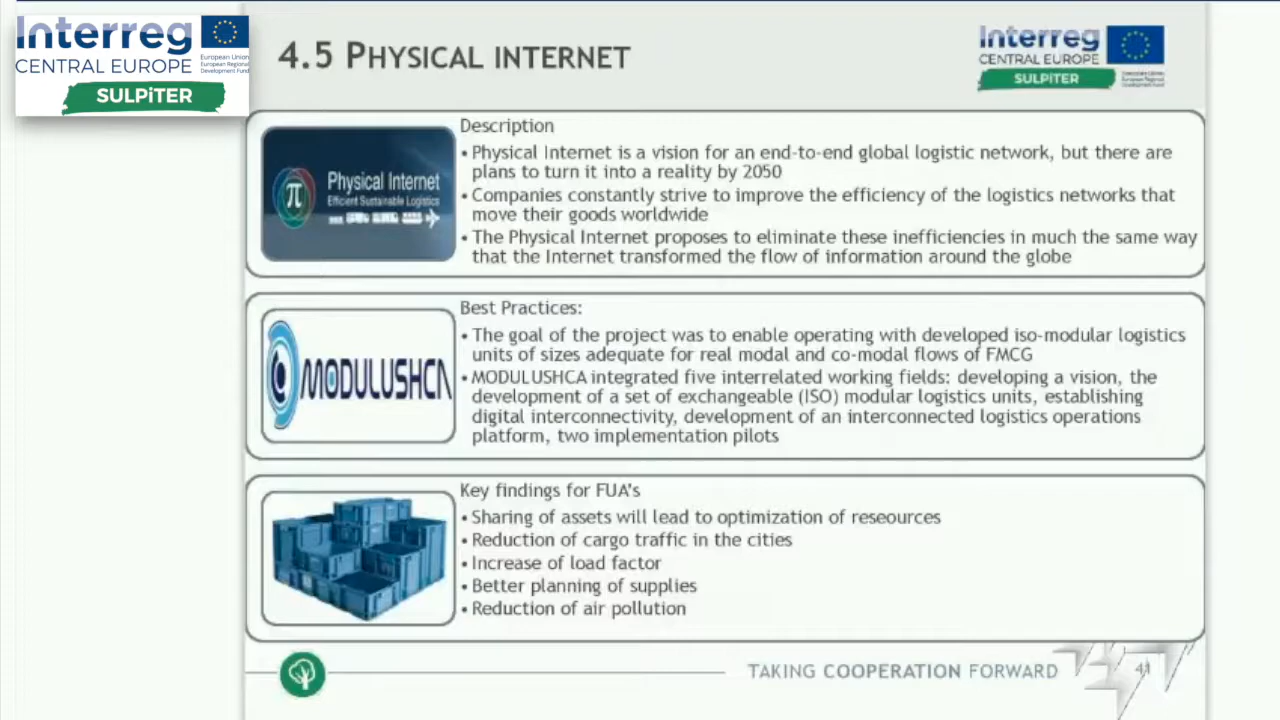 Interreg
CENTRAL EUROPE
European Union
European Regional
Development Fund
SULPiTER
4.5 PHYSICAL INTERNET
Interreg
CENTRAL EUROPE
SULPiTER
Description
• Physical Internet is a vision for an end-to-end global logistic network, but there are
plans to turn it into a reality by 2050
• Companies constantly strive to improve the efficiency of the logistics networks that
move their goods worldwide
• The Physical Internet proposes to eliminate these inefficiencies in much the same way
that the Internet transformed the flow of information around the globe
π
Physical Internet
Efficient Sustainable Logistics
Best Practices:
• The goal of the project was to enable operating with developed iso-modular logistics
units of sizes adequate for real modal and co-modal flows of FMCG
• MODULUSHCA integrated five interrelated working fields: developing a vision, the
development of a set of exchangeable (ISO) modular logistics units, establishing
digital interconnectivity, development of an interconnected logistics operations
platform, two implementation pilots
MODULUSHCA
Key findings for FUA's
• Sharing of assets will lead to optimization of reseources
• Reduction of cargo traffic in the cities
• Increase of load factor
• Better planning of supplies
• Reduction of air pollution
TAKING COOPERATION FORWARD
41